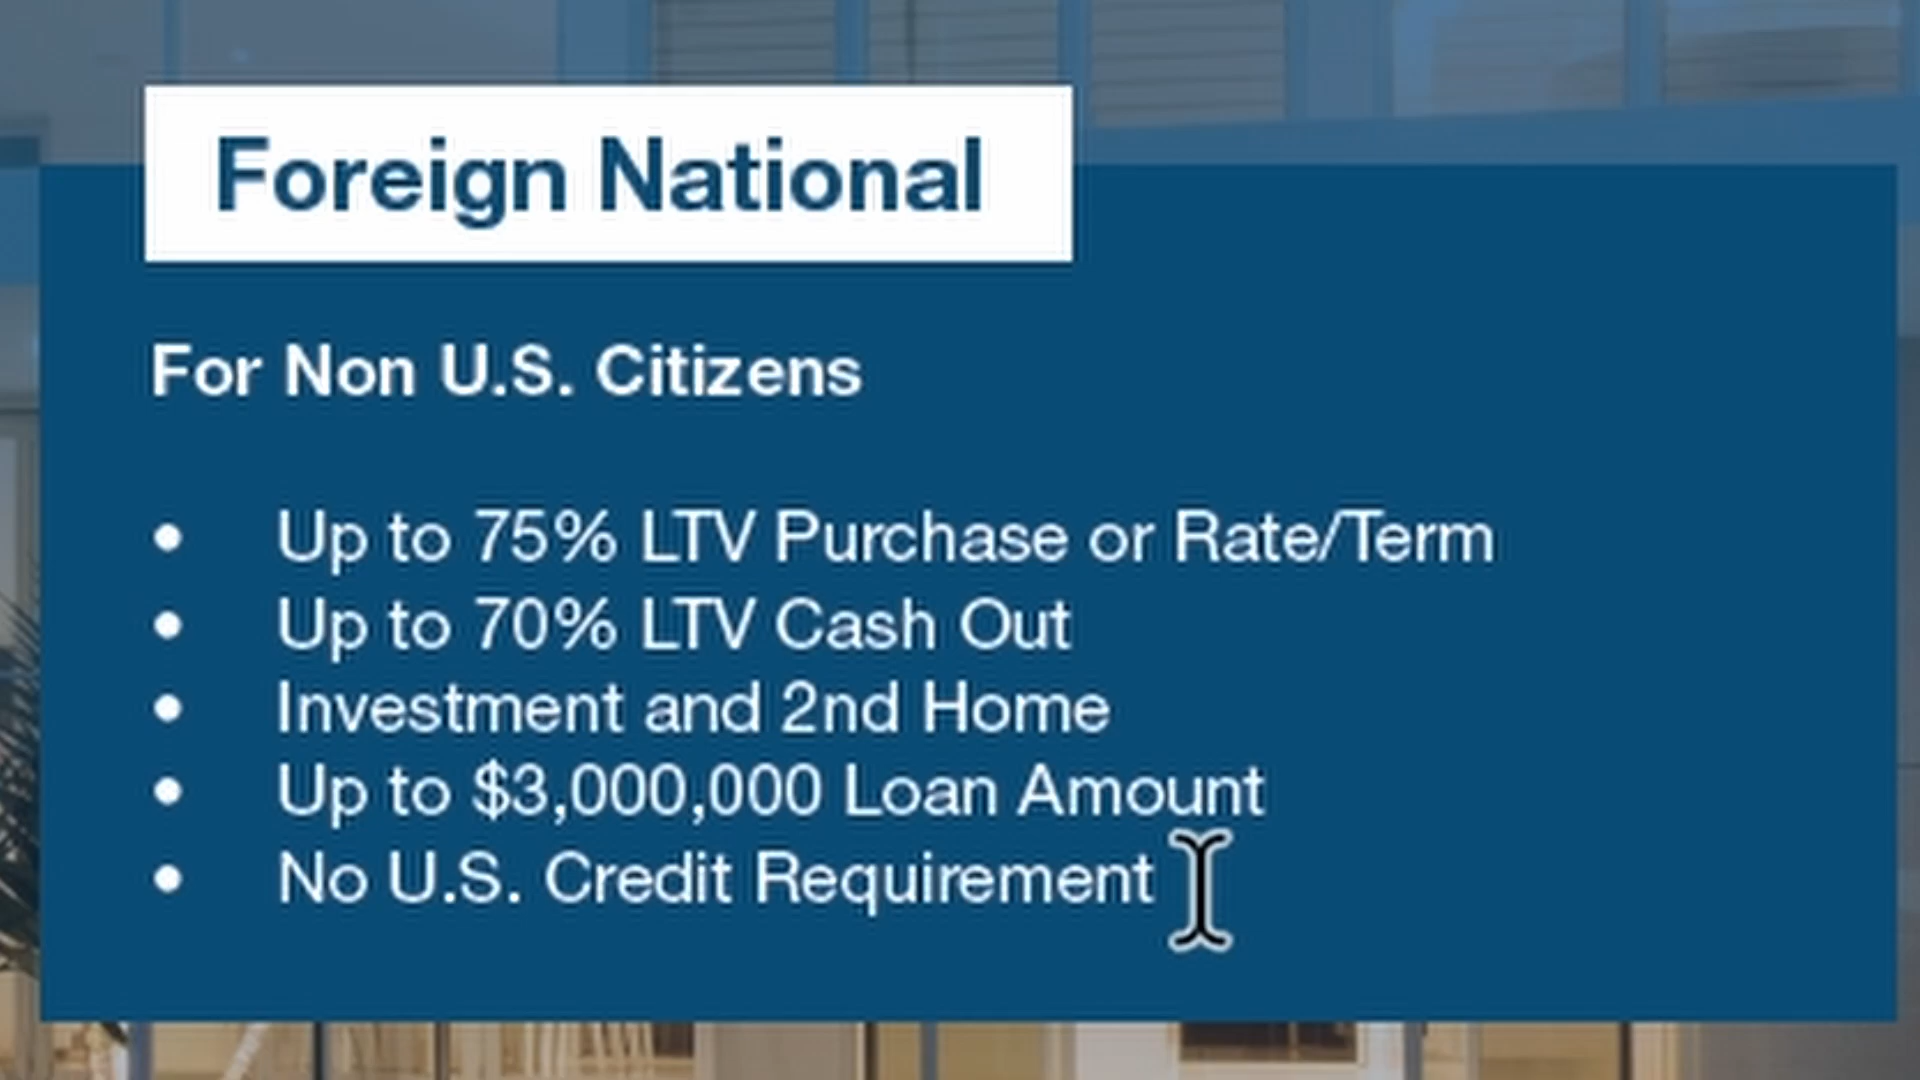 Foreign National
For Non U.S. Citizens
• Up to 75% LTV Purchase or Rate/Term
• Up to 70% LTV Cash Out
• Investment and 2nd Home
• Up to $3,000,000 Loan Amount
• No U.S. Credit Requirement